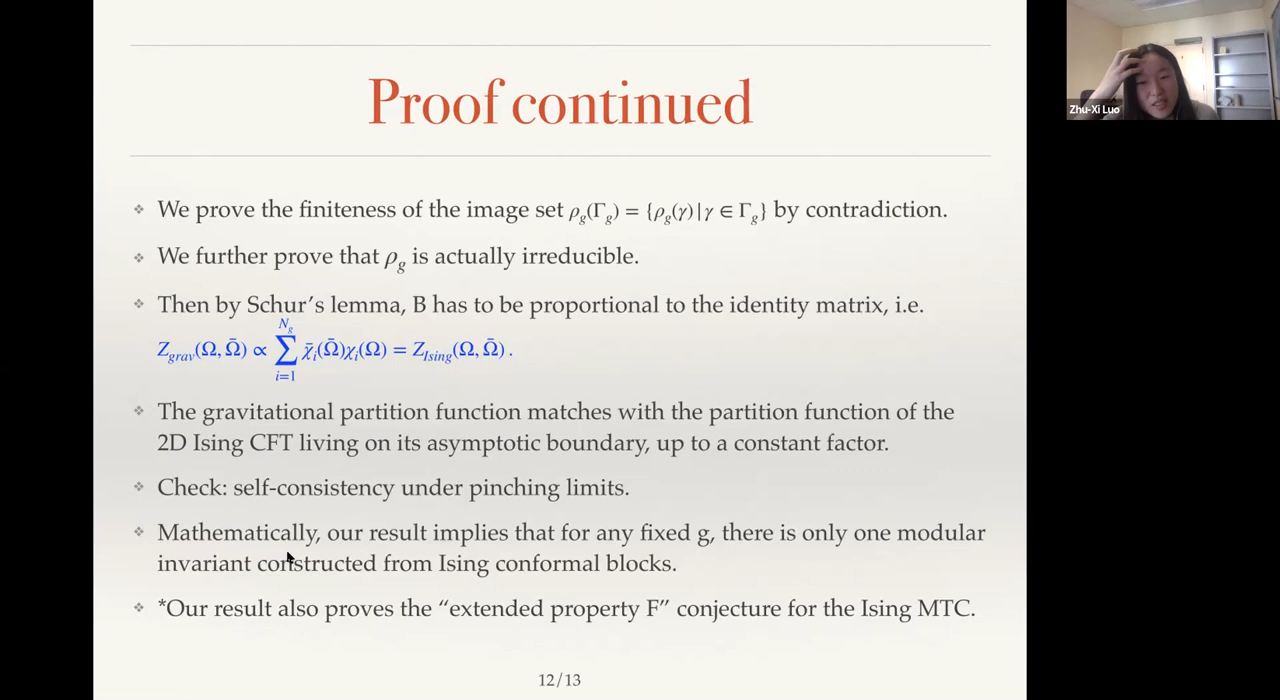 Proof continued
Zhu-Xi Luo
❖ We prove the finiteness of the image set ρ_g(Γ_g) = {ρ_g(γ) | γ ∈ Γ_g} by contradiction.
❖ We further prove that ρ_g is actually irreducible.
❖ Then by Schur’s lemma, B has to be proportional to the identity matrix, i.e.
Z_{grav}(Ω, Ω̄) ∝ ∑_{i=1}^{N_g} χ̄_i(Ω̄)χ_i(Ω) = Z_{Ising}(Ω, Ω̄) .
❖ The gravitational partition function matches with the partition function of the
2D Ising CFT living on its asymptotic boundary, up to a constant factor.
❖ Check: self-consistency under pinching limits.
❖ Mathematically, our result implies that for any fixed g, there is only one modular
invariant constructed from Ising conformal blocks.
❖ *Our result also proves the “extended property F” conjecture for the Ising MTC.
12/13